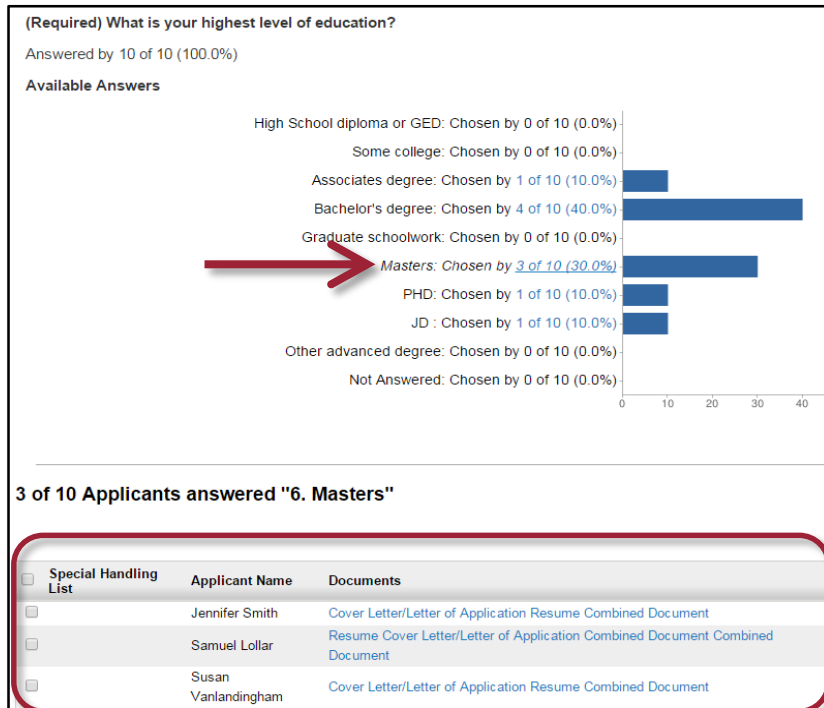 (Required) What is your highest level of education?
Answered by 10 of 10 (100.0%)
Available Answers
High School diploma or GED: Chosen by 0 of 10 (0.0%)
Some college: Chosen by 0 of 10 (0.0%)
Associates degree: Chosen by 1 of 10 (10.0%)
Bachelor's degree: Chosen by 4 of 10 (40.0%)
Graduate schoolwork: Chosen by 0 of 10 (0.0%)
Masters: Chosen by 3 of 10 (30.0%)
PHD: Chosen by 1 of 10 (10.0%)
JD : Chosen by 1 of 10 (10.0%)
Other advanced degree: Chosen by 0 of 10 (0.0%)
Not Answered: Chosen by 0 of 10 (0.0%)
0 10 20 30 40
3 of 10 Applicants answered "6. Masters"
Special Handling List Applicant Name Documents
Jennifer Smith Cover Letter/Letter of Application Resume Combined Document
Samuel Lollar Resume Cover Letter/Letter of Application Combined Document Combined
Document
Susan
Vanlandingham Cover Letter/Letter of Application Resume Combined Document